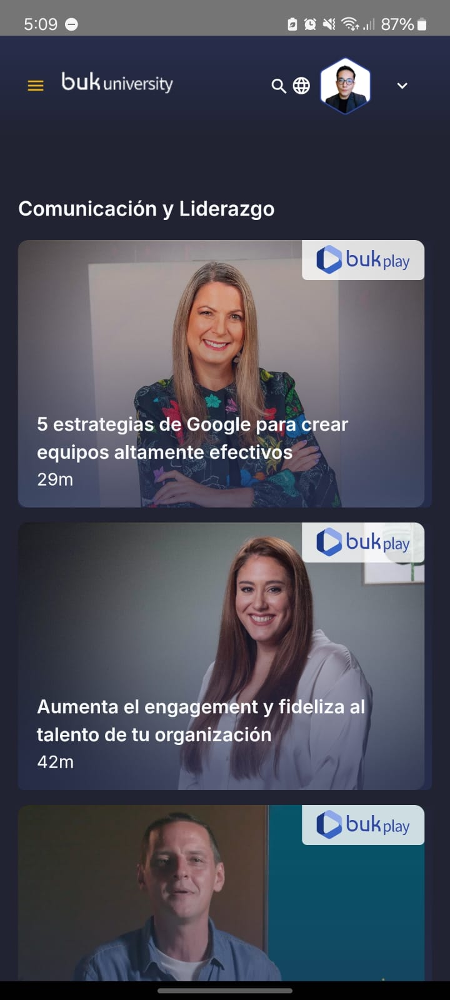 5:09
87%
buk university
Comunicación y Liderazgo
buk play
5 estrategias de Google para crear
equipos altamente efectivos
29m
buk play
Aumenta el engagement y fideliza al
talento de tu organización
42m
buk play